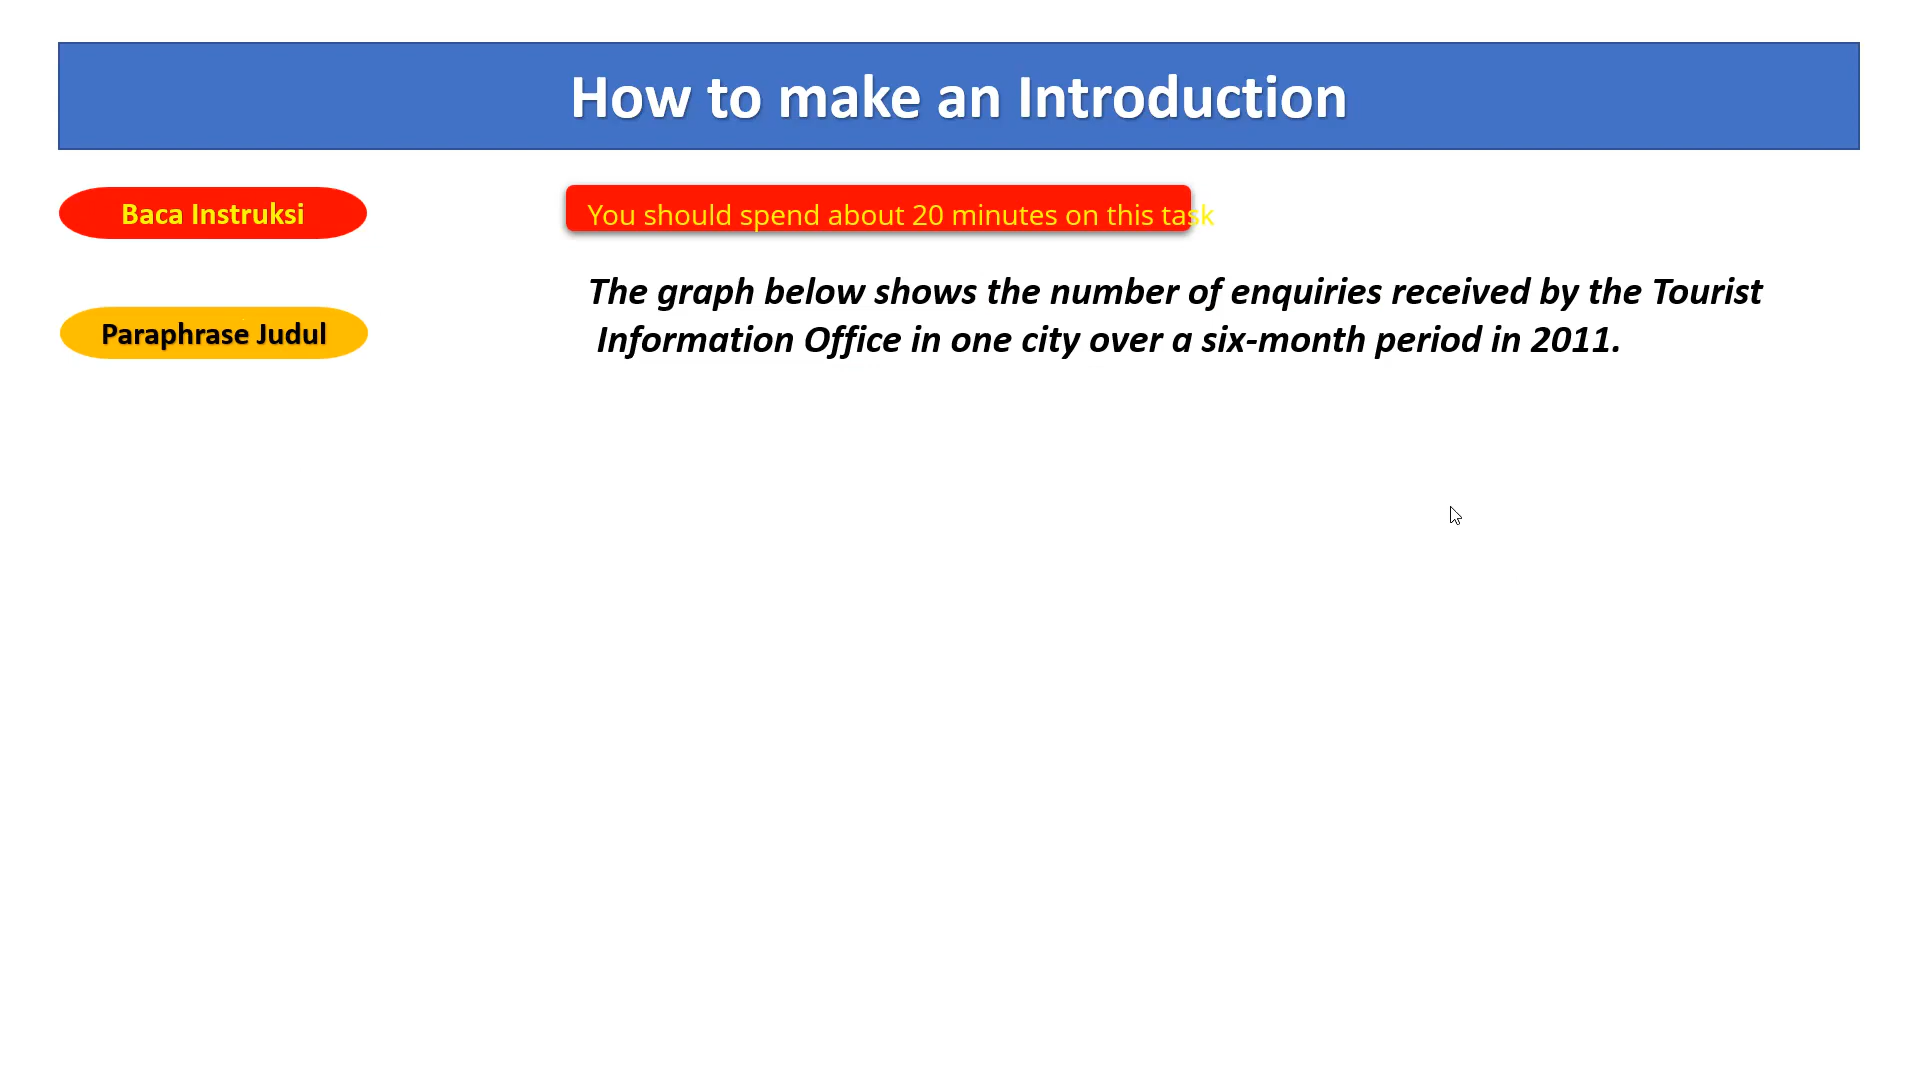 How to make an Introduction
Baca Instruksi
You should spend about 20 minutes on this task
Paraphrase Judul
The graph below shows the number of enquiries received by the Tourist
Information Office in one city over a six-month period in 2011.